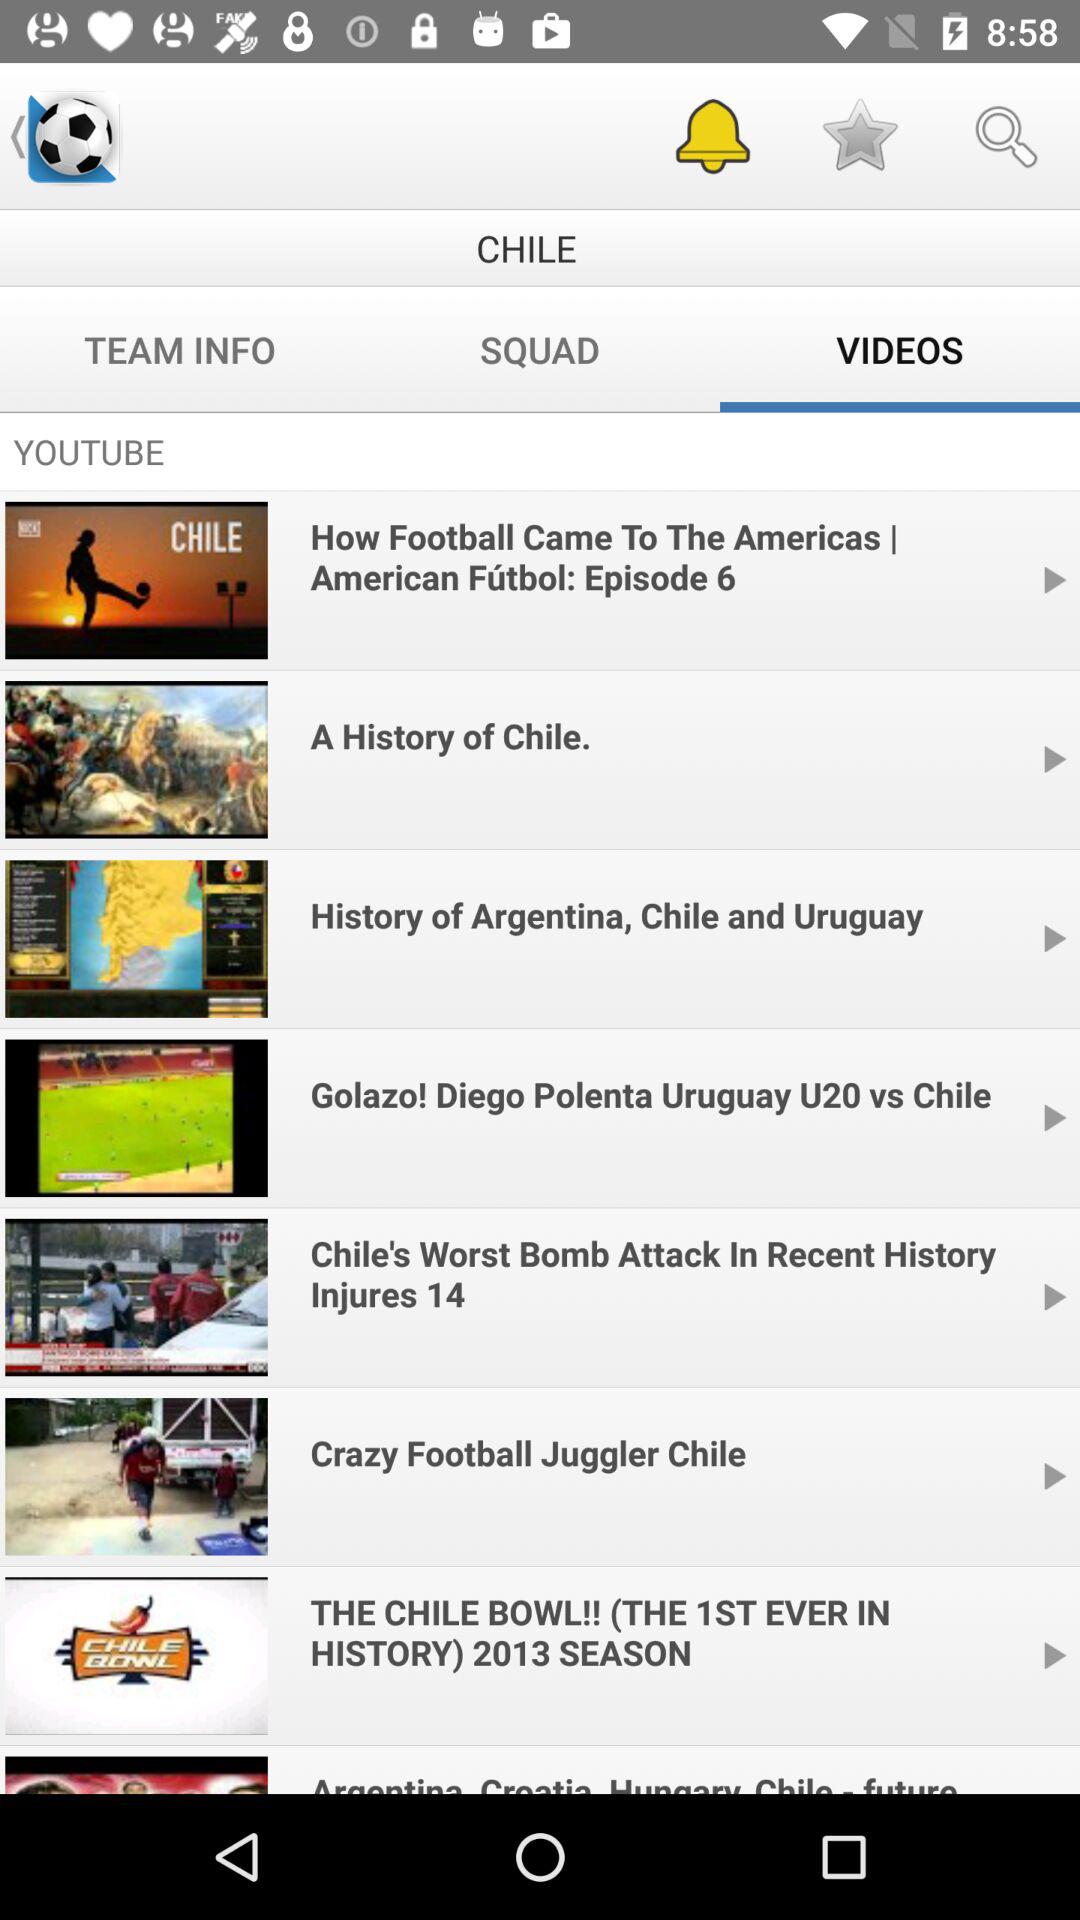 FAKE
8:58
CHILE
TEAM INFO
SQUAD
VIDEOS
YOUTUBE
CHILE
How Football Came To The Americas |
American Fútbol: Episode 6
A History of Chile.
History of Argentina, Chile and Uruguay
Golazo! Diego Polenta Uruguay U20 vs Chile
Chile's Worst Bomb Attack In Recent History
Injures 14
Crazy Football Juggler Chile
CHILE
BOWL
THE CHILE BOWL!! (THE 1ST EVER IN
HISTORY) 2013 SEASON
Argentina, Croatia, Hungary, Chile - future